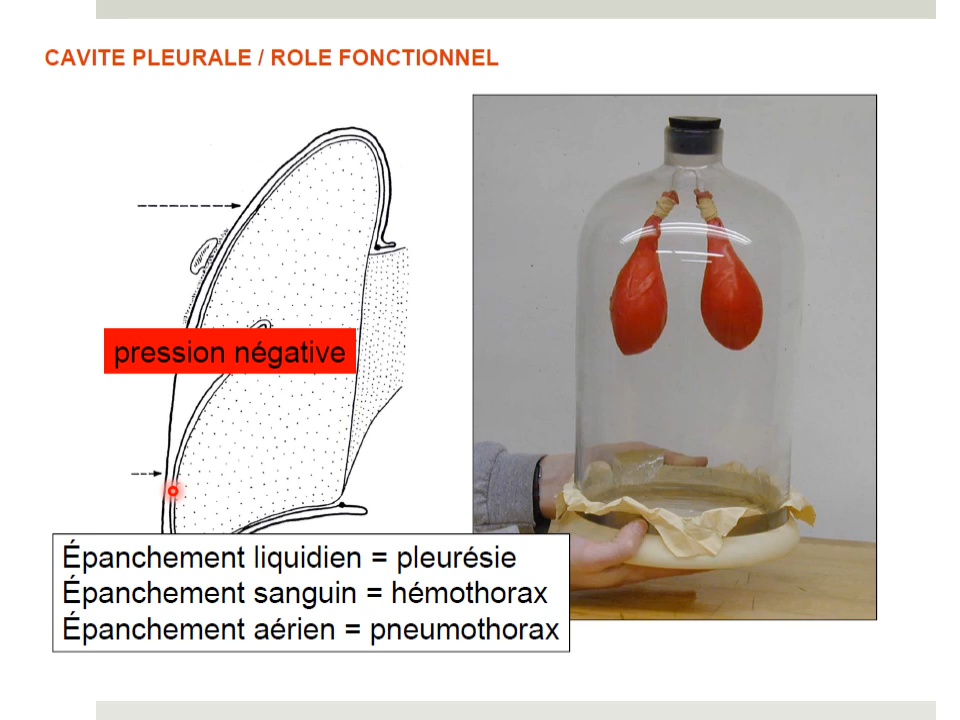 CAVITE PLEURALE / ROLE FONCTIONNEL
pression négative
Épanchement liquidien = pleurésie
Épanchement sanguin = hémothorax
Épanchement aérien = pneumothorax